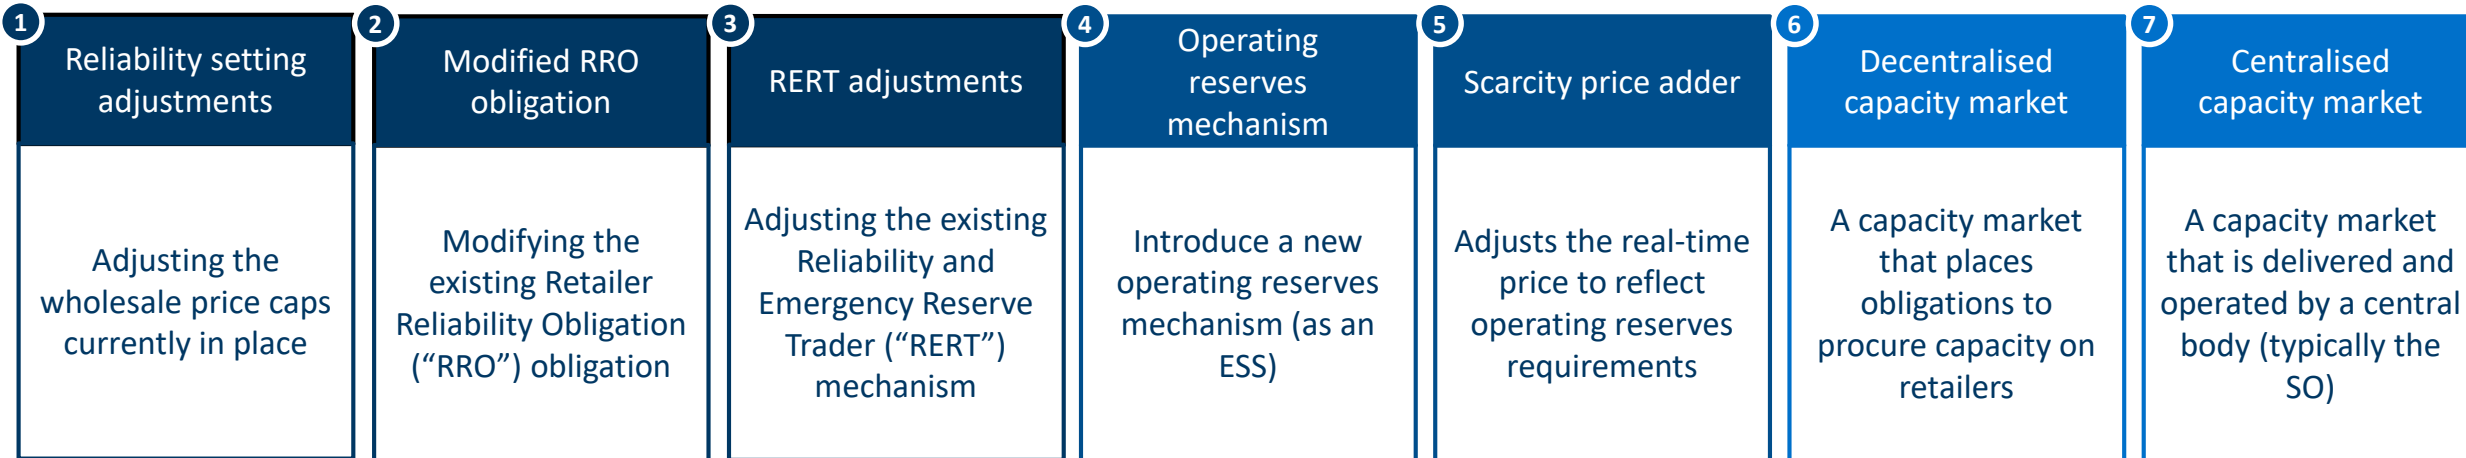 1
Reliability setting
adjustments
Adjusting the
wholesale price caps
currently in place
2
Modified RRO
obligation
Modifying the
existing Retailer
Reliability Obligation
(“RRO”) obligation
3
RERT adjustments
Adjusting the existing
Reliability and
Emergency Reserve
Trader (“RERT”)
mechanism
4
Operating
reserves
mechanism
Introduce a new
operating reserves
mechanism (as an
ESS)
5
Scarcity price adder
Adjusts the real-time
price to reflect
operating reserves
requirements
6
Decentralised
capacity market
A capacity market
that places
obligations to
procure capacity on
retailers
7
Centralised
capacity market
A capacity market
that is delivered and
operated by a central
body (typically the
SO)